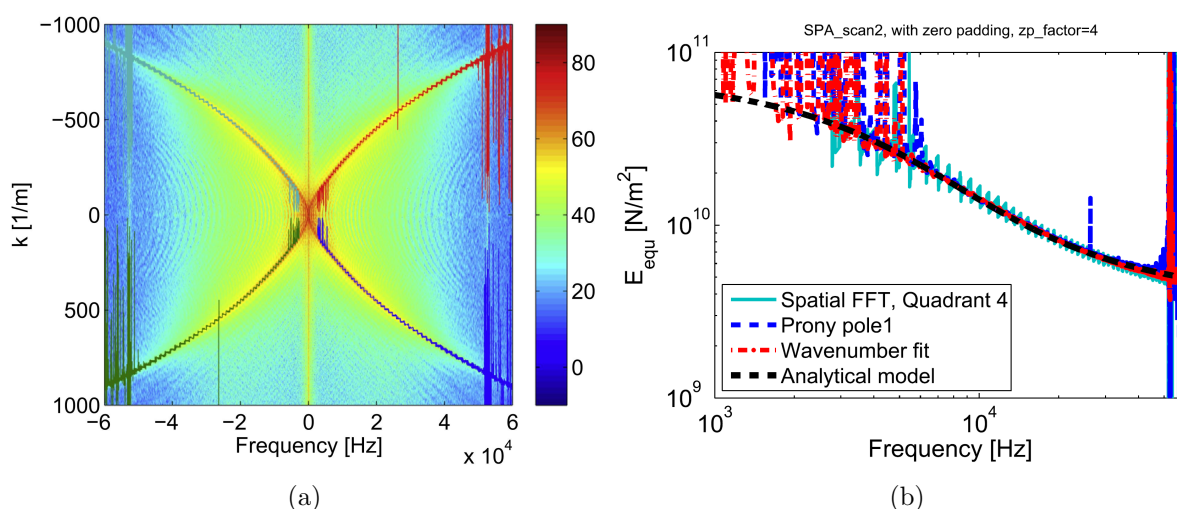 SPA_scan2, with zero padding, zp_factor=4
−1000
−500
0
500
1000
k [1/m]
−6 −4 −2 0 2 4 6
Frequency [Hz]
x 10^4
80
60
40
20
0
(a)
10^11
10^10
10^9
E_equ [N/m^2]
Spatial FFT, Quadrant 4
Prony pole1
Wavenumber fit
Analytical model
10^3 10^4
Frequency [Hz]
(b)